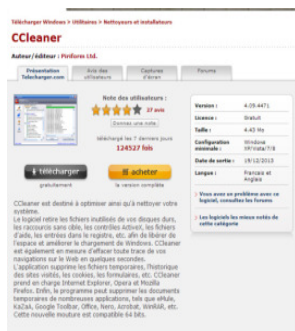 Télécharger Windows > Utilitaires > Nettoyeurs et installateurs
CCleaner
Auteur / éditeur : Piriform Ltd.
Présentation Telecharger.com
Avis des utilisateurs
Captures d'écran
Forums
Note des utilisateurs :
27 avis
Donnez une note
téléchargé les 7 derniers jours
124527 fois
télécharger
gratuitement
acheter
la version complète
Version : 4.09.4471
Licence : Gratuit
Taille : 4.43 Mo
Configuration minimale : Windows XP/Vista/7/8
Date de sortie : 19/12/2013
Langue : Francais et Anglais
> Vous avez un problème avec ce logiciel, consultez les forums
> Les logiciels les mieux notés de cette catégorie
CCleaner est destiné à optimiser ainsi qu'à nettoyer votre
système.
Le logiciel retire les fichiers inutilisés de vos disques durs,
les raccourcis sans cible, les contrôles ActiveX, les fichiers
d'aide, les entrées dans la registre, etc. afin de libérer de
l'espace et améliorer le chargement de Windows. CCleaner
est également en mesure d'effacer toute trace de vos
navigations sur le Web en quelques secondes.
L'application supprime les fichiers temporaires, l'historique
des sites visités, les cookies, les formulaires, etc. CCleaner
prend en charge Internet Explorer, Opera et Mozilla
Firefox. Enfin, le programme peut supprimer les documents
temporaires de nombreuses applications, tels que eMule,
KaZaA, Google Toolbar, Office, Nero, Acrobat, WinRAR, etc.
Cette nouvelle mouture est compatible 64 bits.